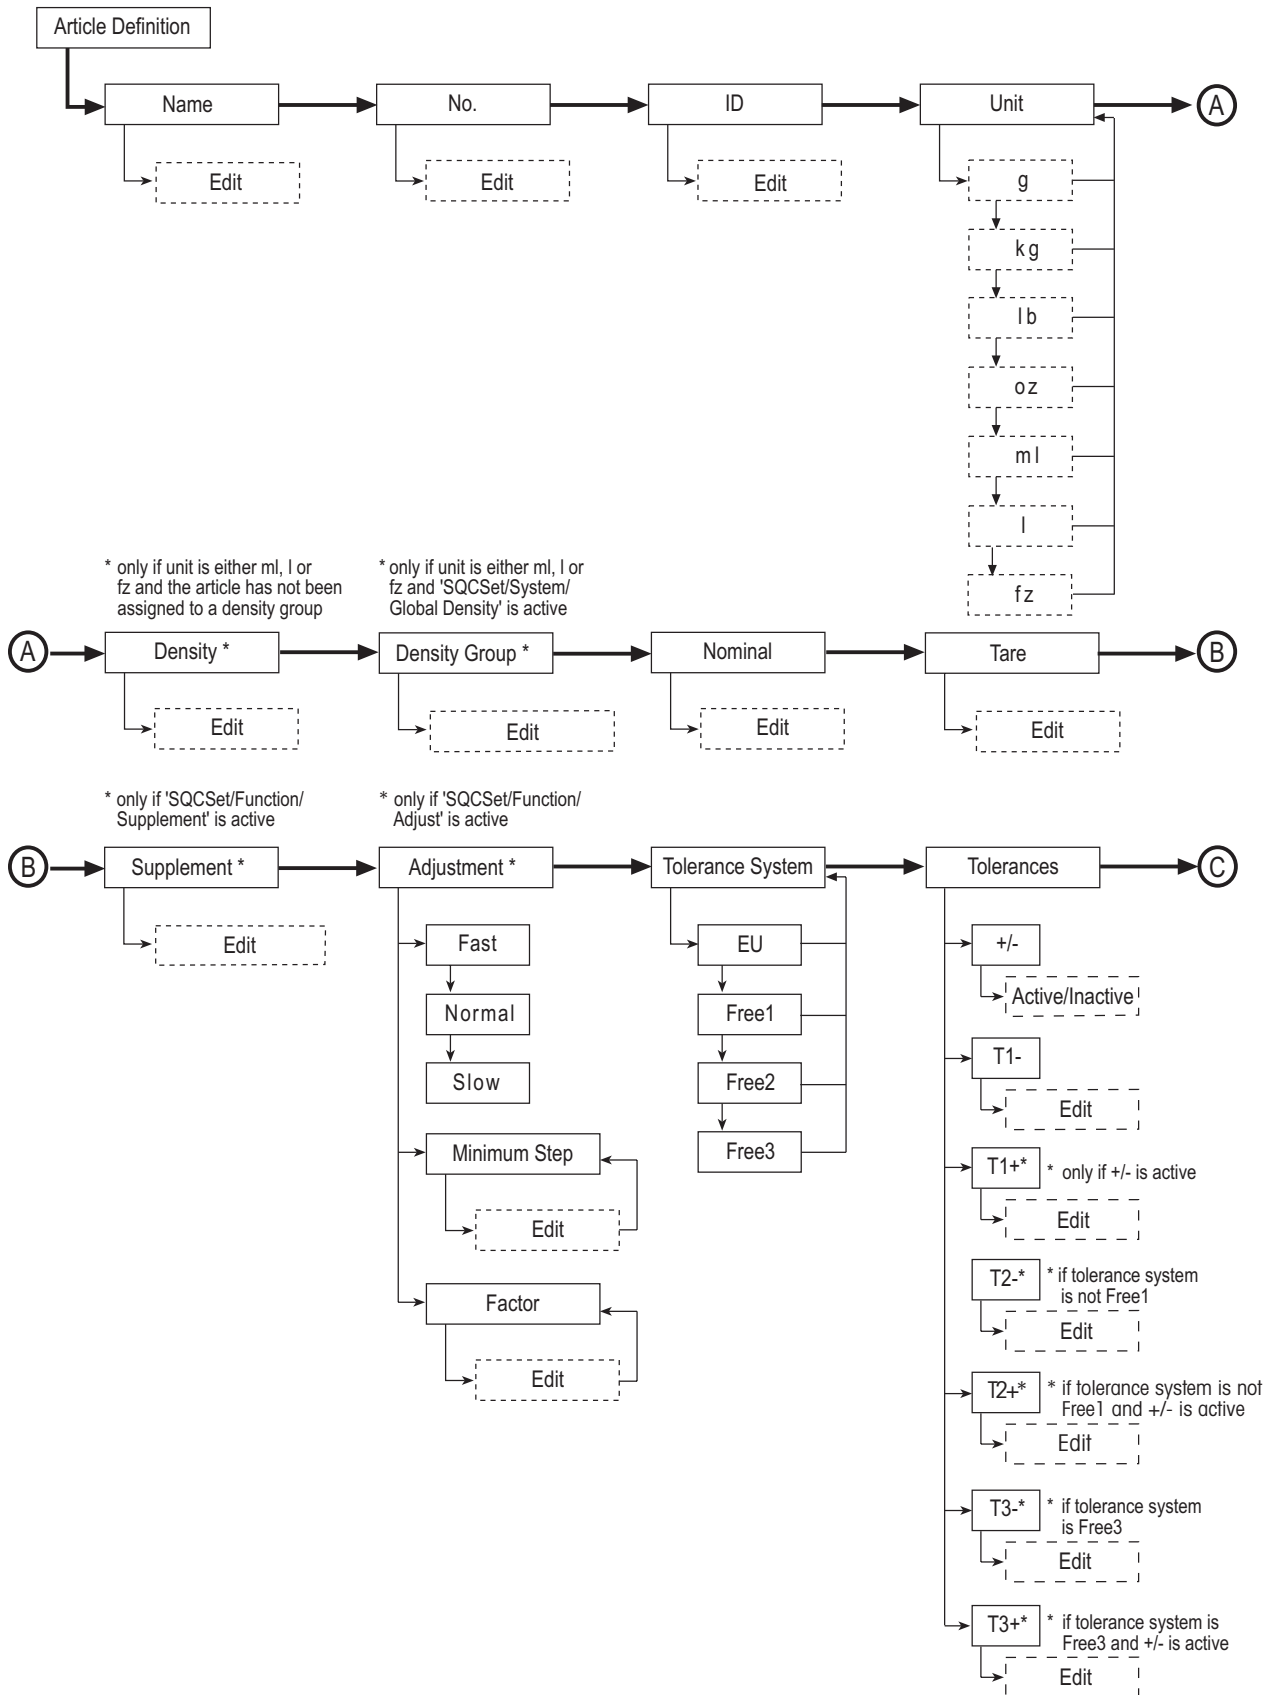 Article Definition
Name
No.
ID
Unit
A
Edit
Edit
Edit
g
kg
lb
oz
ml
l
fz
* only if unit is either ml, l or
fz and the article has not been
assigned to a density group
* only if unit is either ml, l or
fz and 'SQCSet/System/
Global Density' is active
A
Density *
Density Group *
Nominal
Tare
B
Edit
Edit
Edit
Edit
* only if 'SQCSet/Function/
Supplement' is active
* only if 'SQCSet/Function/
Adjust' is active
B
Supplement *
Adjustment *
Tolerance System
Tolerances
C
Edit
Fast
Normal
Slow
Minimum Step
Edit
Factor
Edit
EU
Free1
Free2
Free3
+/-
Active/Inactive
T1-
Edit
T1+*
* only if +/- is active
Edit
T2-*
* if tolerance system
is not Free1
Edit
T2+*
* if tolerance system is not
Free1 and +/- is active
Edit
T3-*
* if tolerance system
is Free3
Edit
T3+*
* if tolerance system is
Free3 and +/- is active
Edit